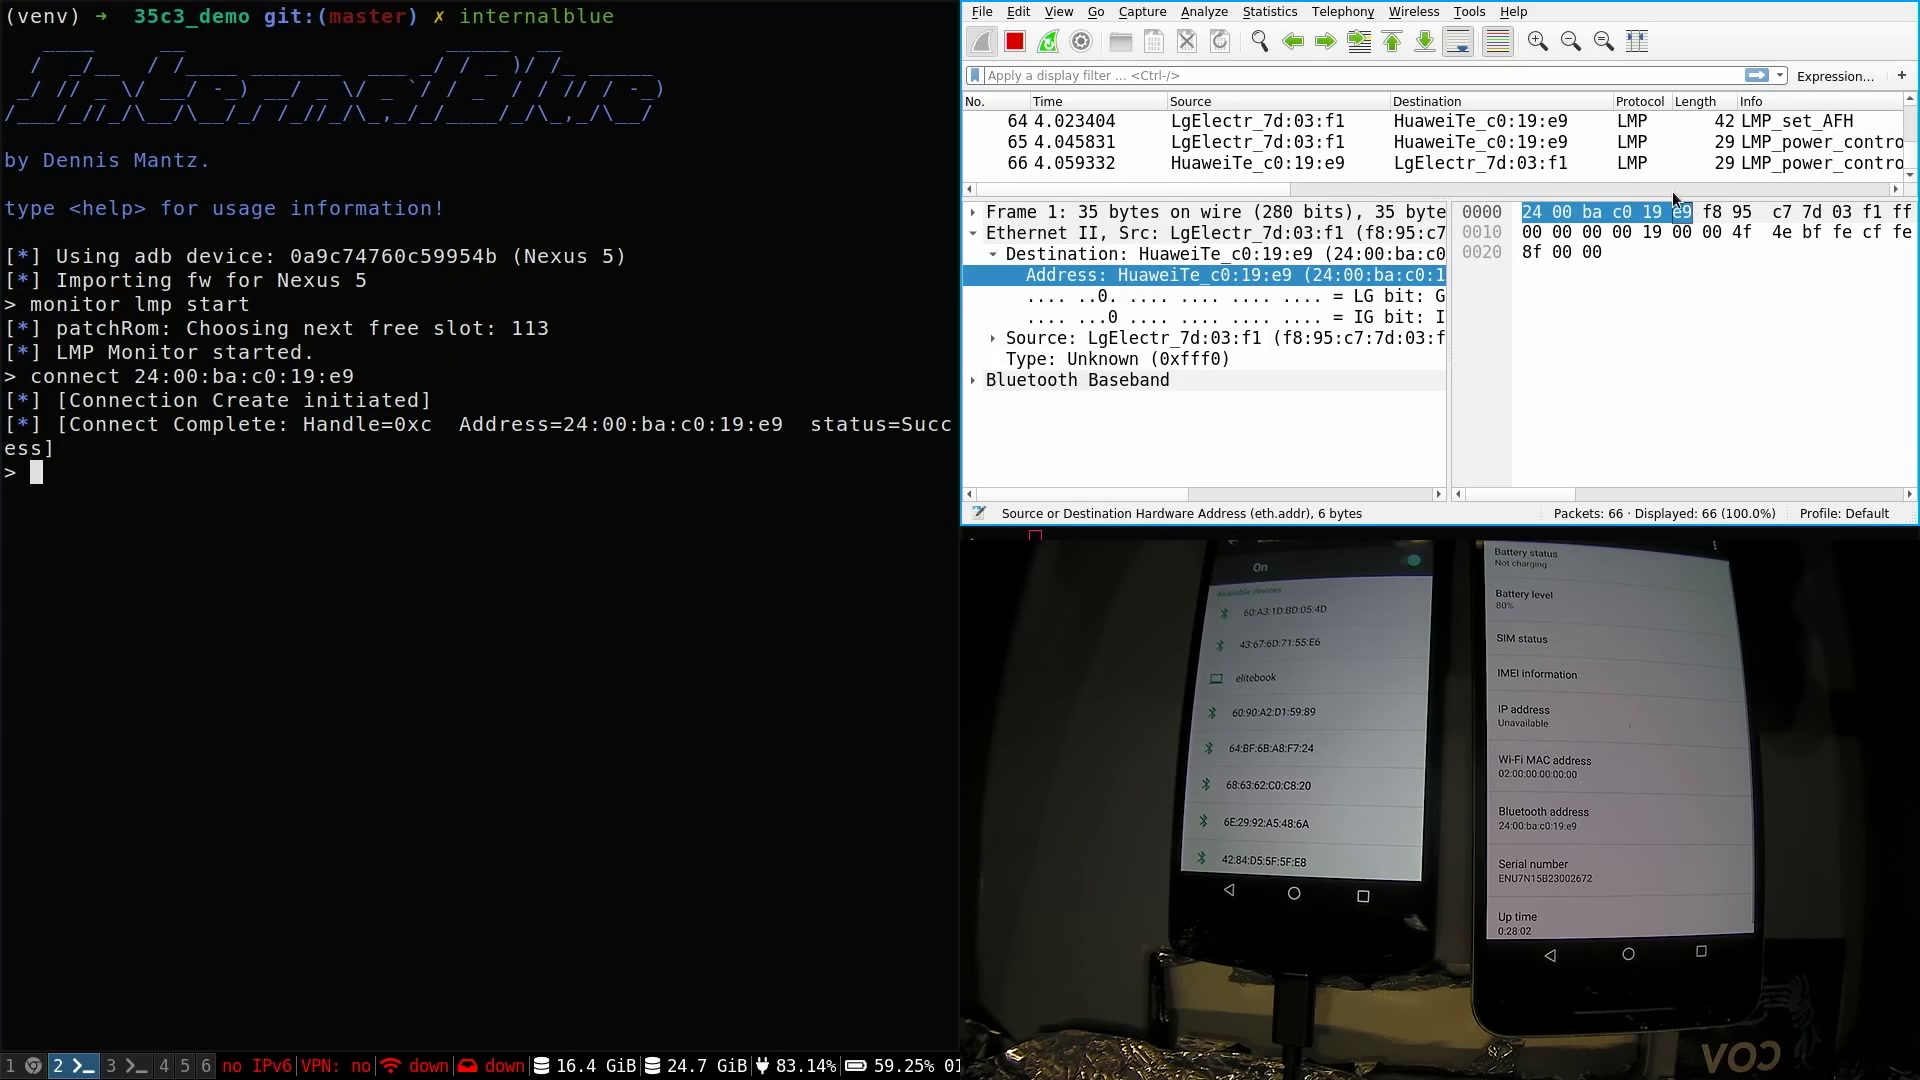 (venv) ➜ 35c3_demo git:(master) ✗ internalblue
by Dennis Mantz.
type <help> for usage information!
[*] Using adb device: 0a9c74760c59954b (Nexus 5)
[*] Importing fw for Nexus 5
> monitor lmp start
[*] patchRom: Choosing next free slot: 113
[*] LMP Monitor started.
> connect 24:00:ba:c0:19:e9
[*] [Connection Create initiated]
[*] [Connect Complete: Handle=0xc  Address=24:00:ba:c0:19:e9  status=Succ
ess]
>
1 2 3 4 5 6 no IPv6 VPN: no down down 16.4 GiB 24.7 GiB 83.14% 59.25% 01
File Edit View Go Capture Analyze Statistics Telephony Wireless Tools Help
Apply a display filter ... <Ctrl-/> Expression... +
No. Time Source Destination Protocol Length Info
64 4.023404 LgElectr_7d:03:f1 HuaweiTe_c0:19:e9 LMP 42 LMP_set_AFH
65 4.045831 LgElectr_7d:03:f1 HuaweiTe_c0:19:e9 LMP 29 LMP_power_contro
66 4.059332 HuaweiTe_c0:19:e9 LgElectr_7d:03:f1 LMP 29 LMP_power_contro
Frame 1: 35 bytes on wire (280 bits), 35 byte
Ethernet II, Src: LgElectr_7d:03:f1 (f8:95:c7
Destination: HuaweiTe_c0:19:e9 (24:00:ba:c0
Address: HuaweiTe_c0:19:e9 (24:00:ba:c0:1
.... ..0. .... .... .... .... = LG bit: G
.... ...0 .... .... .... .... = IG bit: I
Source: LgElectr_7d:03:f1 (f8:95:c7:7d:03:f
Type: Unknown (0xfff0)
Bluetooth Baseband
0000 24 00 ba c0 19 e9 f8 95 c7 7d 03 f1 ff
0010 00 00 00 00 19 00 00 4f 4e bf fe cf fe
0020 8f 00 00
Source or Destination Hardware Address (eth.addr), 6 bytes Packets: 66 · Displayed: 66 (100.0%) Profile: Default
On
Available devices
60:A3:1D:BD:05:4D
43:67:6D:71:55:E6
elitebook
60:90:A2:D1:59:89
64:BF:6B:A8:F7:24
68:63:62:C0:C8:20
6E:29:92:A5:48:6A
42:84:D5:5F:5F:E8
Battery status
Not charging
Battery level
80%
SIM status
IMEI information
IP address
Unavailable
Wi-Fi MAC address
02:00:00:00:00:00
Bluetooth address
24:00:ba:c0:19:e9
Serial number
ENU7N15B23002672
Up time
0:28:02